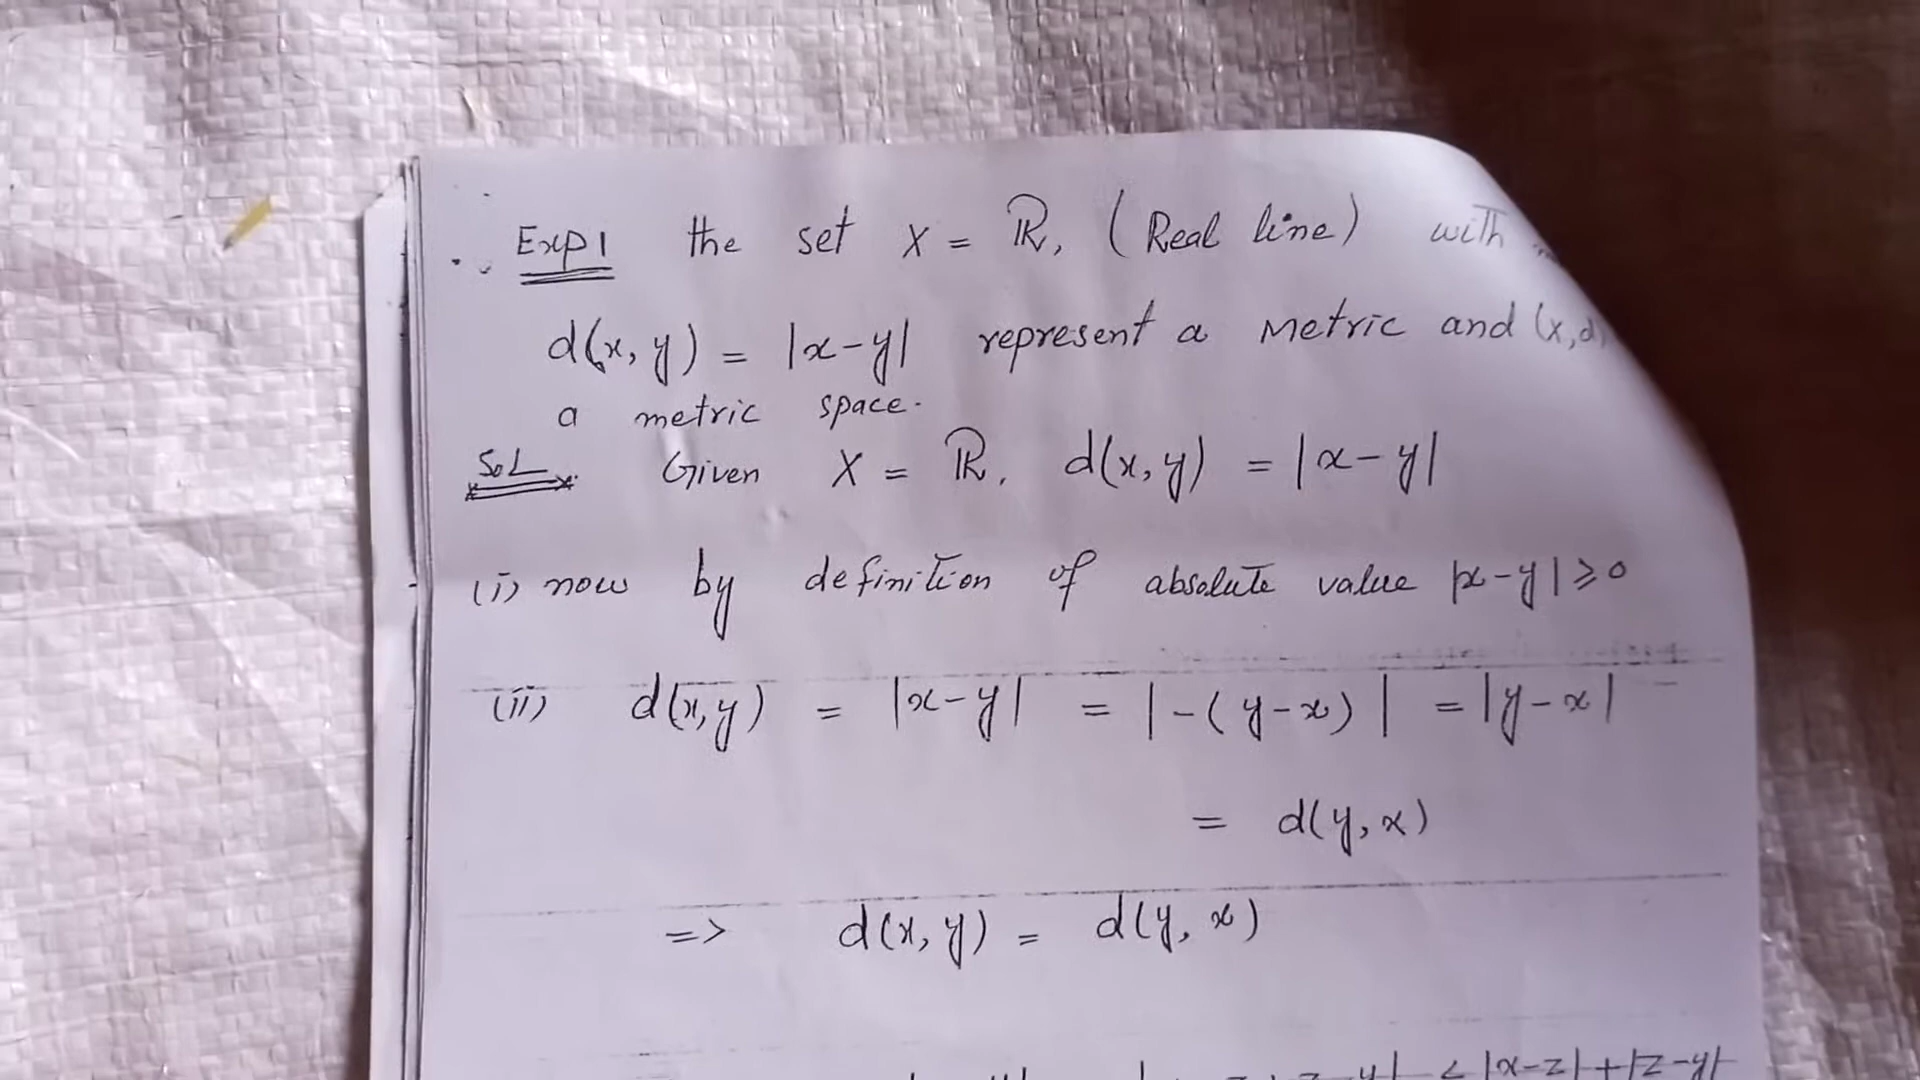 Exp1 the set X = ℝ, (Real line) with
d(x, y) = |x-y| represent a Metric and (x,d)
a metric space.
Sol Given X = ℝ, d(x, y) = |x-y|
(i) now by definition of absolute value |x-y| ≥ 0
(ii) d(x,y) = |x-y| = |-(y-x)| = |y-x|
= d(y, x)
=> d(x, y) = d(y, x)
< |x-z|+|z-y|